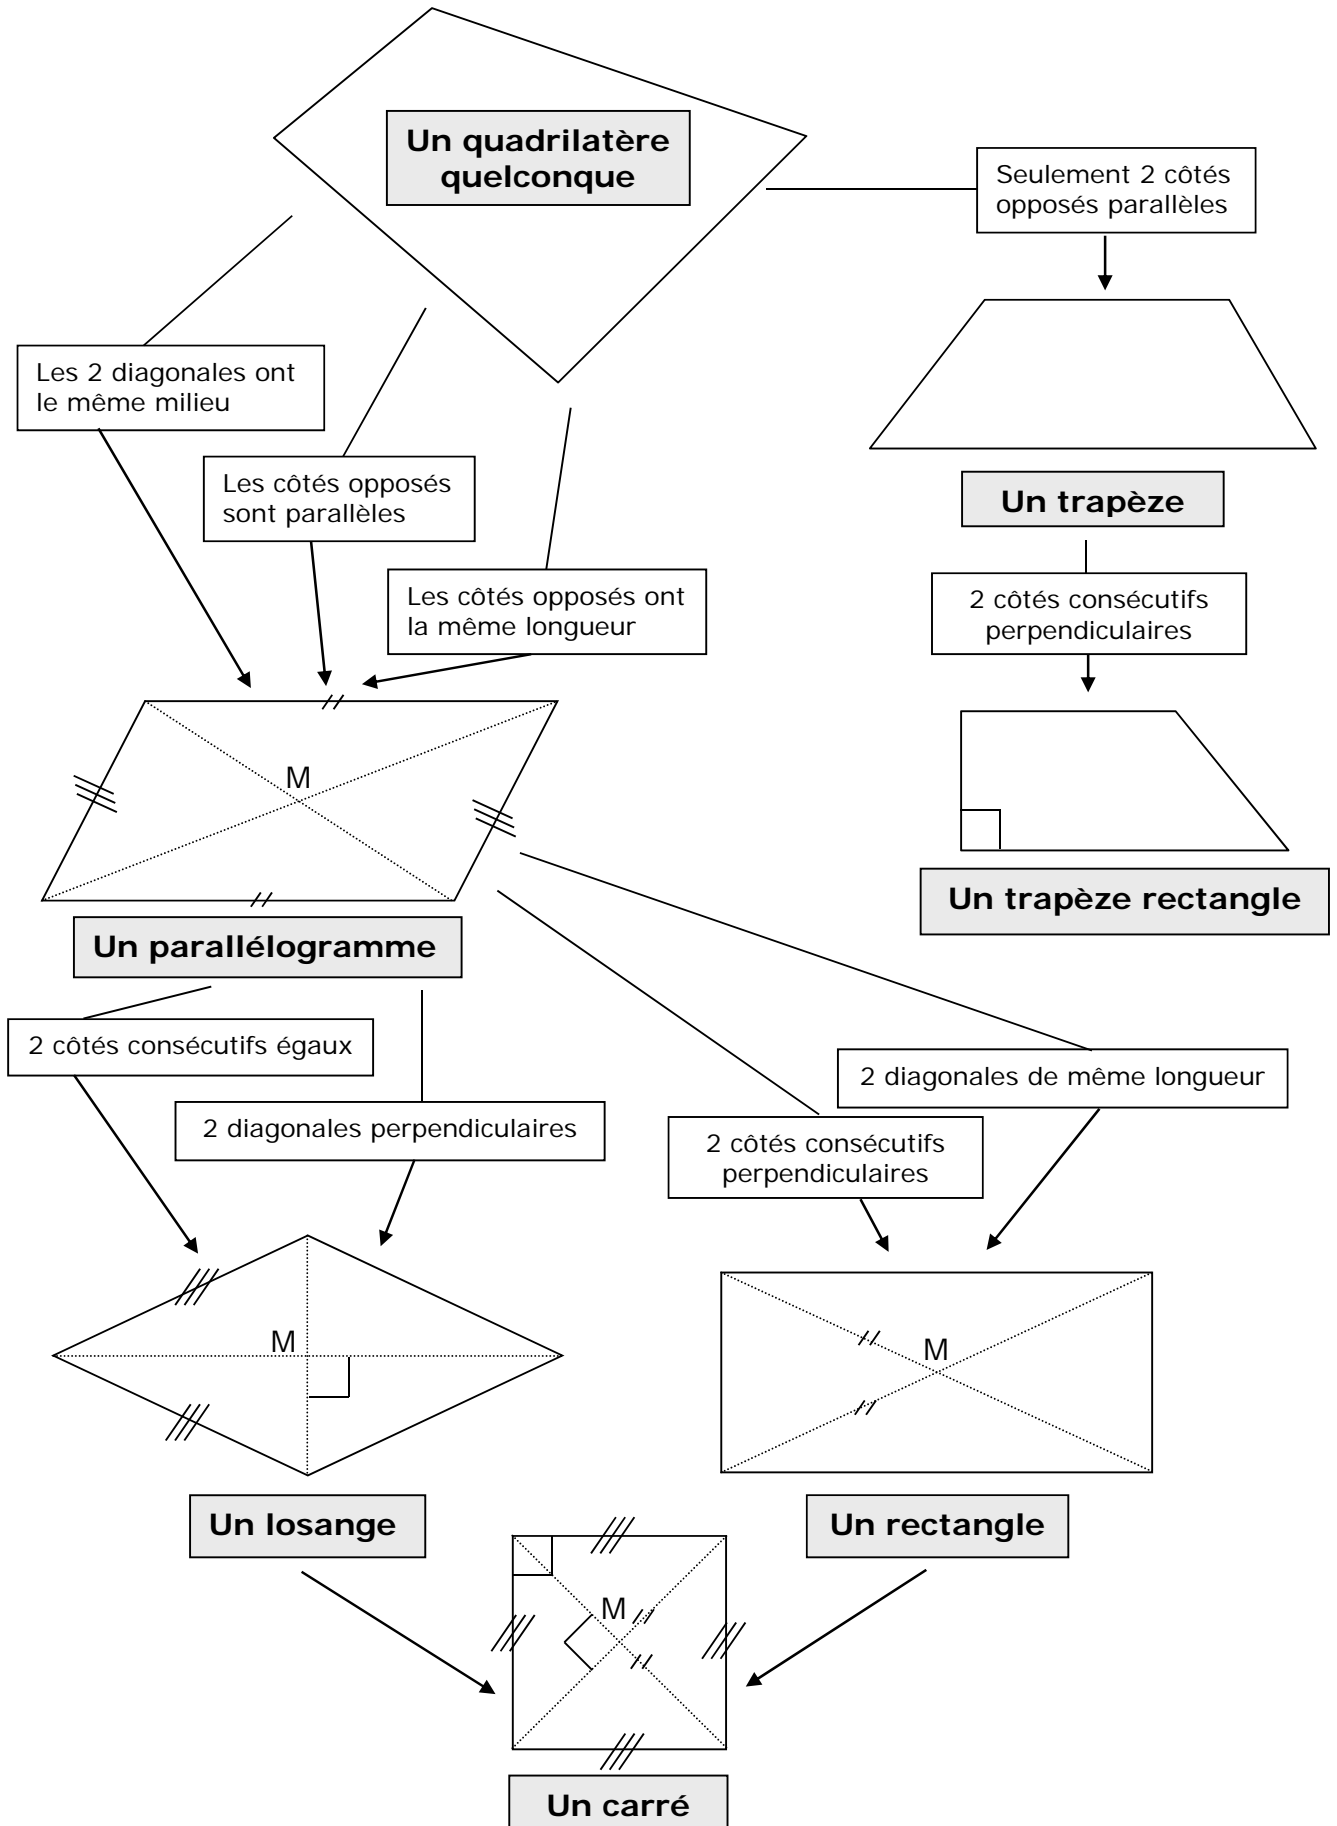 Un quadrilatère
quelconque
Seulement 2 côtés
opposés parallèles
Les 2 diagonales ont
le même milieu
Les côtés opposés
sont parallèles
Un trapèze
Les côtés opposés ont
la même longueur
2 côtés consécutifs
perpendiculaires
M
Un trapèze rectangle
Un parallélogramme
2 côtés consécutifs égaux
2 diagonales de même longueur
2 diagonales perpendiculaires
2 côtés consécutifs
perpendiculaires
M
M
Un losange
Un rectangle
M
Un carré